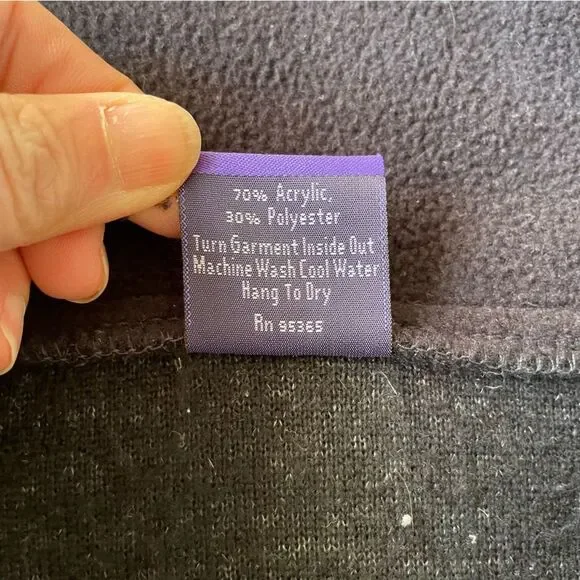 70% Acrylic,
30% Polyester
Turn Garment Inside Out
Machine Wash Cool Water
Hang To Dry
Rn 95365